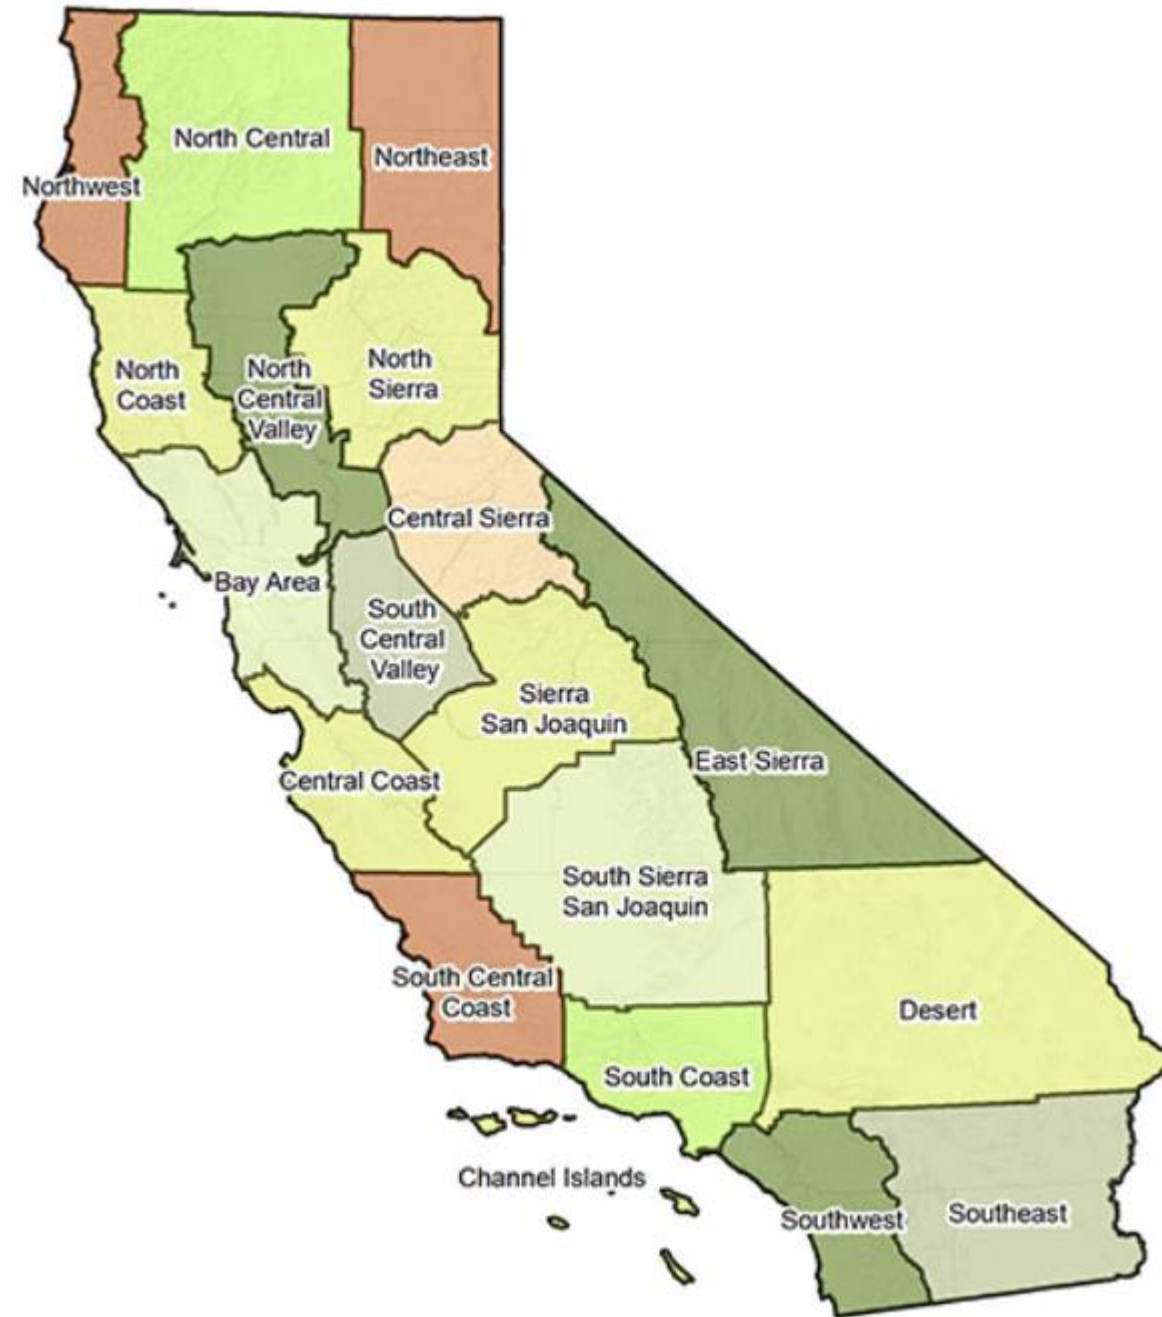 North Central
Northeast
Northwest
North
Coast
North
Central
Valley
North
Sierra
Central Sierra
Bay Area
South
Central
Valley
Sierra
San Joaquin
East Sierra
Central Coast
South Sierra
San Joaquin
South Central
Coast
Desert
South Coast
Channel Islands
Southwest
Southeast